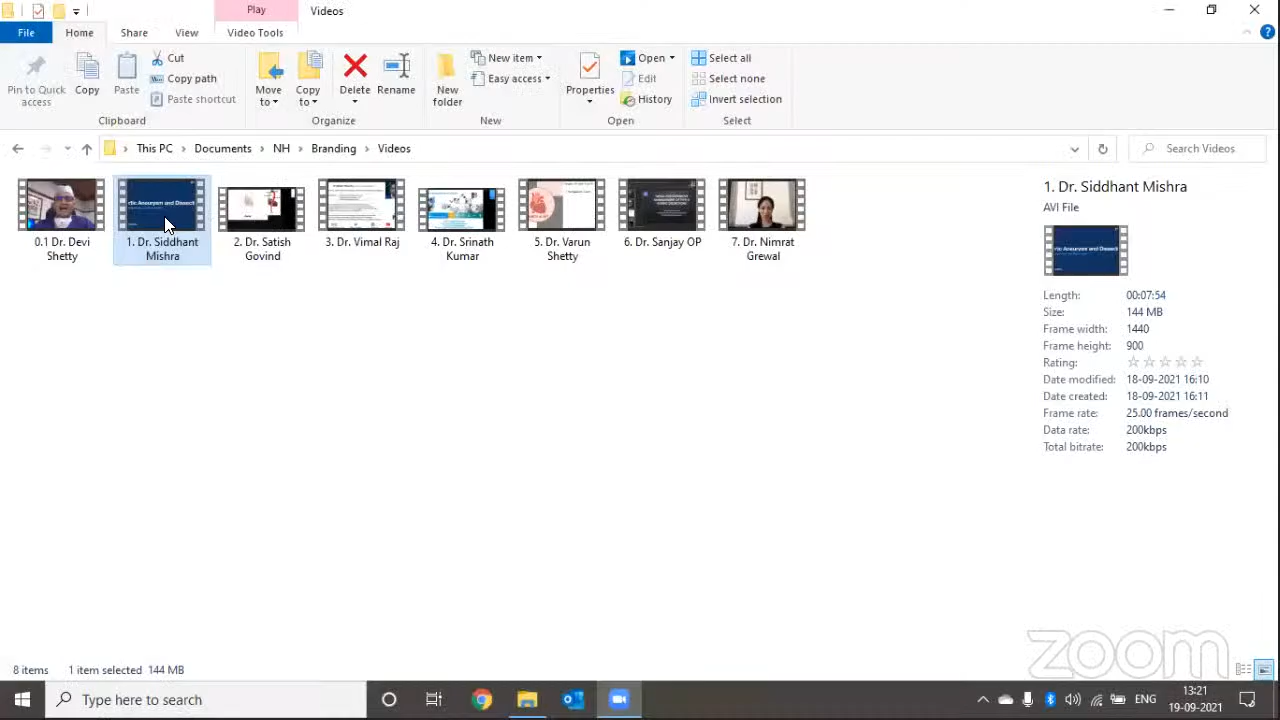 Play
Videos
File
Home
Share
View
Video Tools
Pin to Quick access
Copy
Paste
Cut
Copy path
Paste shortcut
Clipboard
Move to
Copy to
Delete
Rename
Organize
New folder
New item
Easy access
New
Properties
Open
Edit
History
Open
Select all
Select none
Invert selection
Select
This PC > Documents > NH > Branding > Videos
Search Videos
0.1 Dr. Devi Shetty
1. Dr. Siddhant Mishra
2. Dr. Satish Govind
3. Dr. Vimal Raj
4. Dr. Srinath Kumar
5. Dr. Varun Shetty
6. Dr. Sanjay OP
7. Dr. Nimrat Grewal
1. Dr. Siddhant Mishra
AVI File
Length: 00:07:54
Size: 144 MB
Frame width: 1440
Frame height: 900
Rating:
Date modified: 18-09-2021 16:10
Date created: 18-09-2021 16:11
Frame rate: 25.00 frames/second
Data rate: 200kbps
Total bitrate: 200kbps
zoom
8 items 1 item selected 144 MB
Type here to search
ENG
13:21
19-09-2021